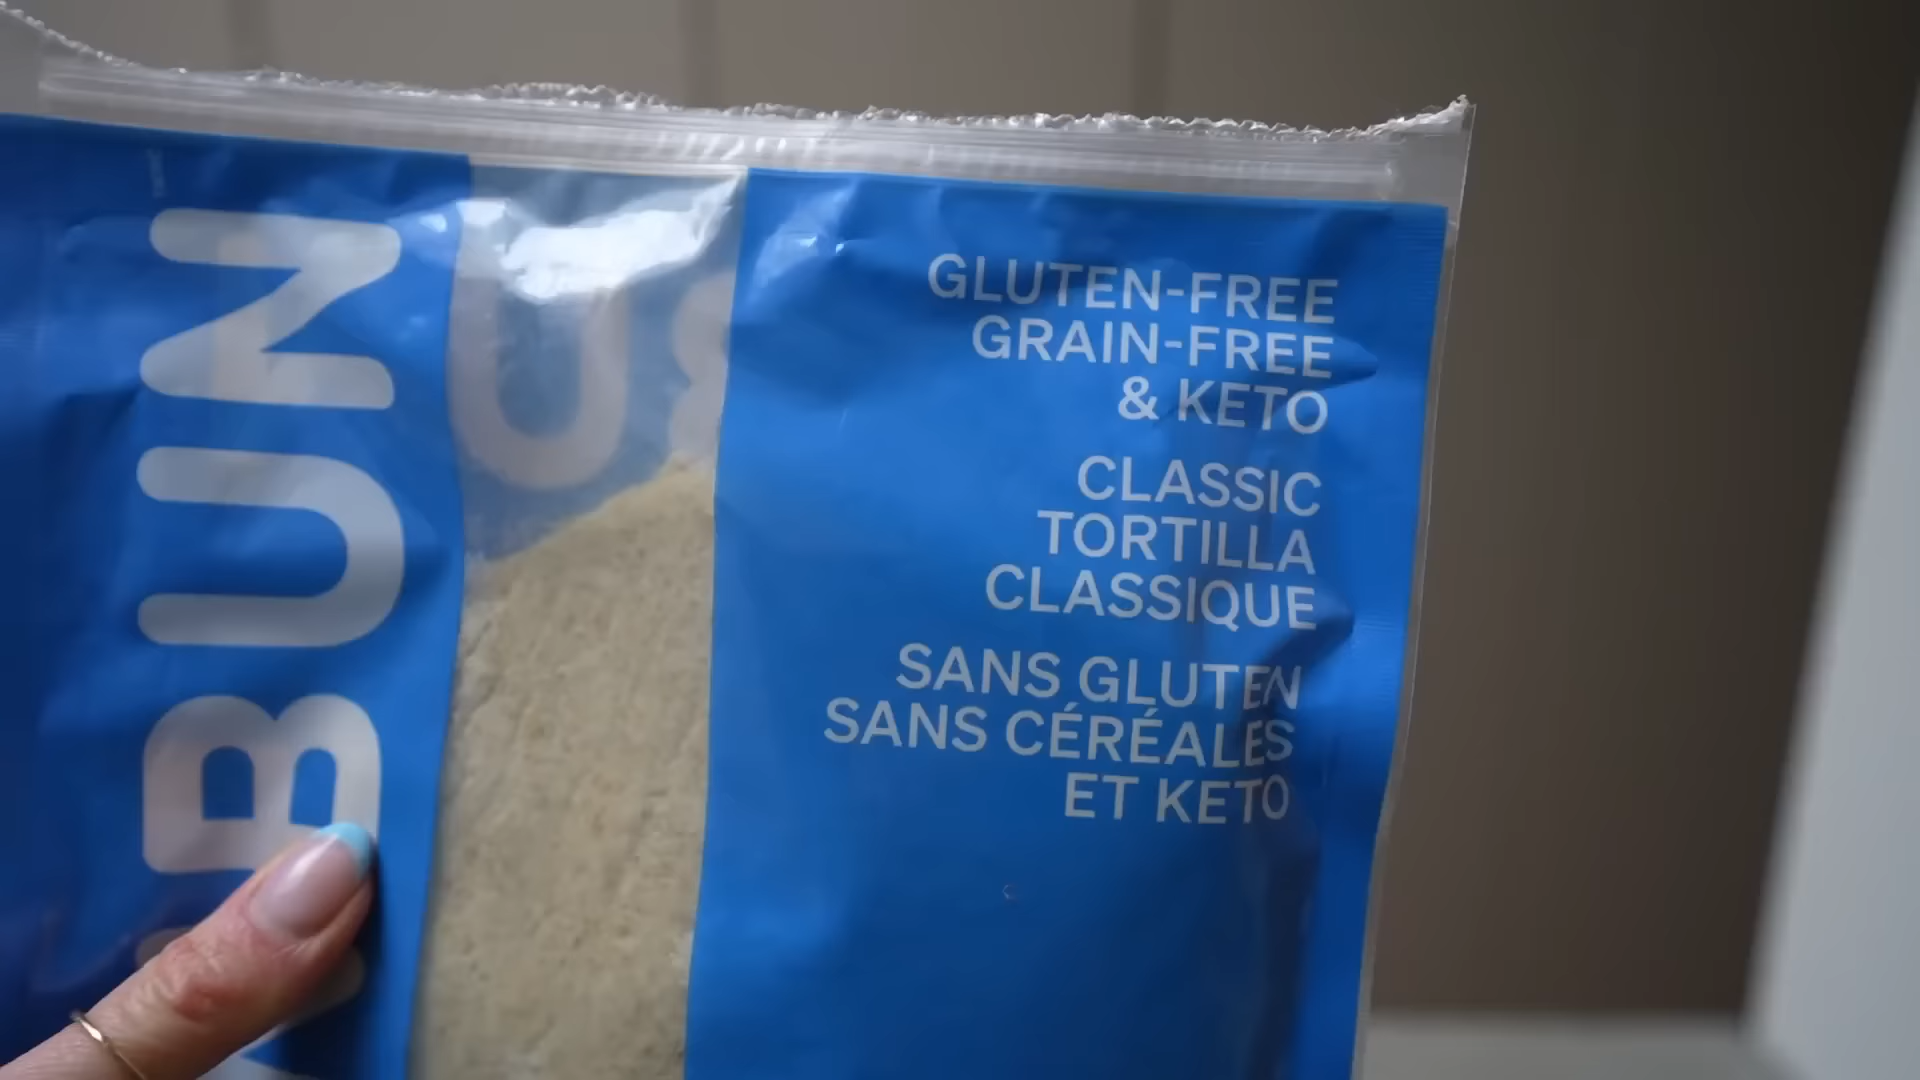 BUN
GLUTEN-FREE
GRAIN-FREE
& KETO
CLASSIC
TORTILLA
CLASSIQUE
SANS GLUTEN
SANS CÉRÉALES
ET KETO